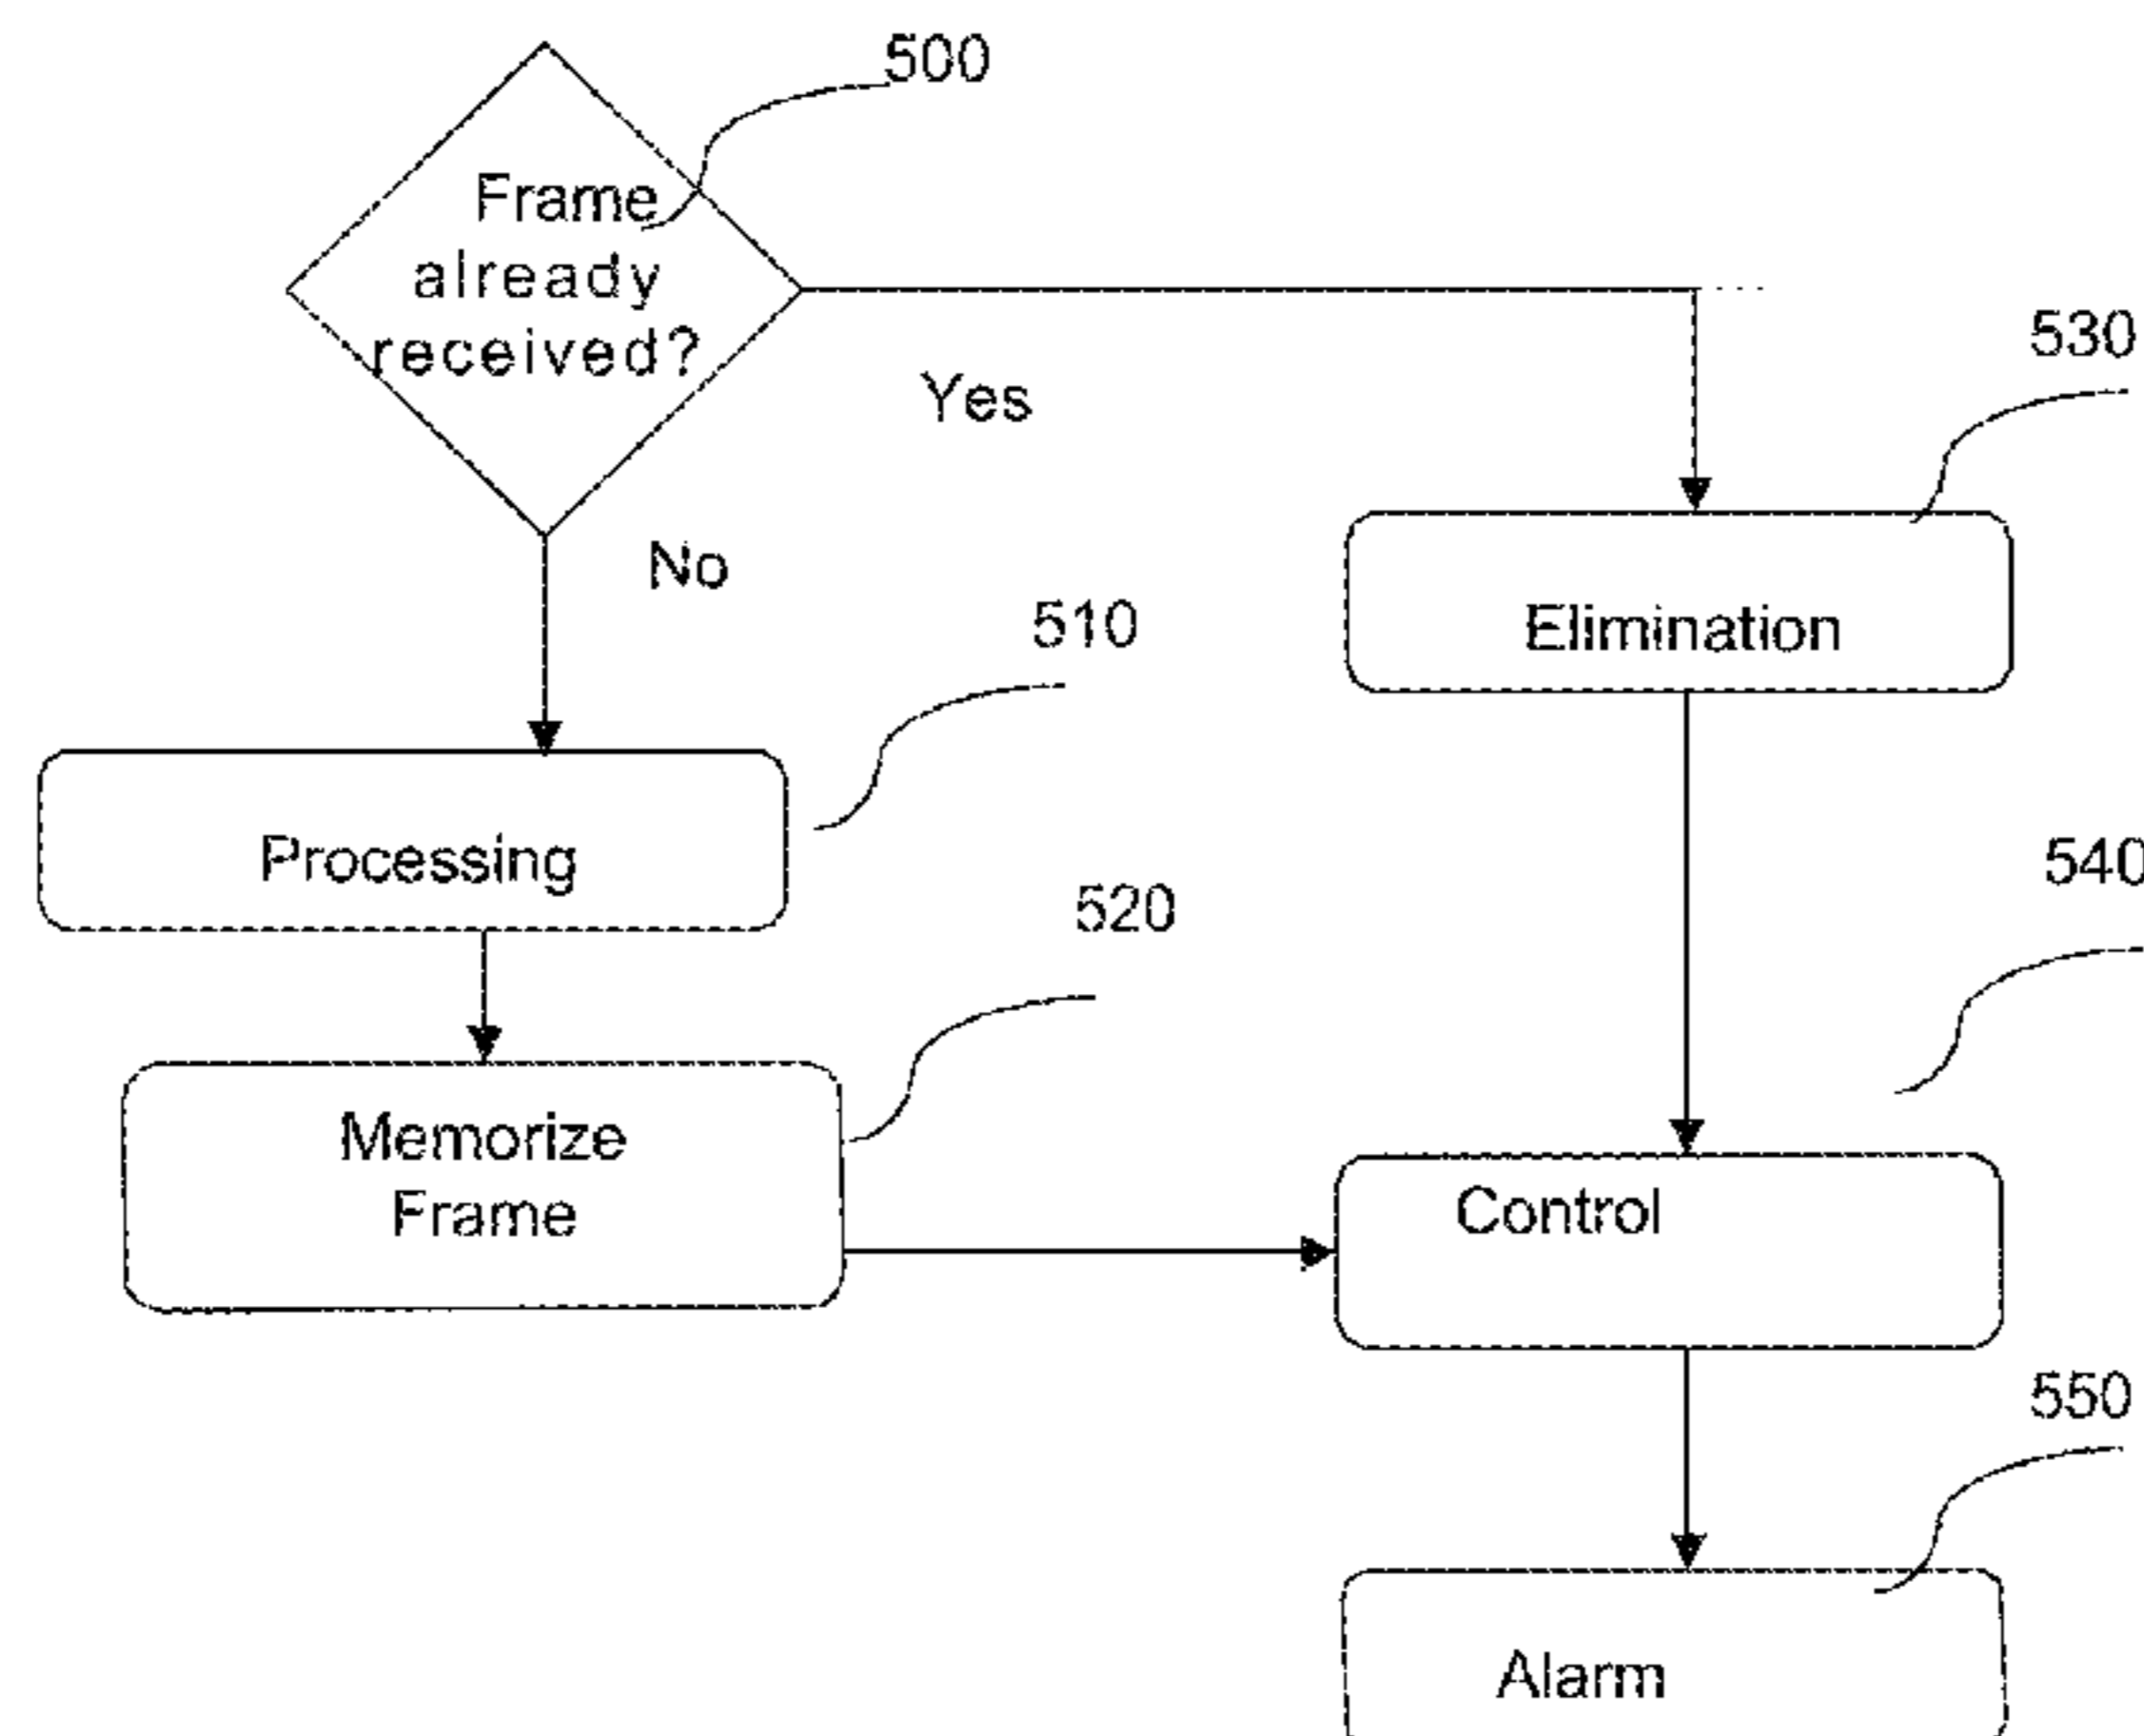 500
Frame
already
received?
Yes
530
No
Elimination
510
Processing
540
520
Memorize
Frame
Control
550
Alarm